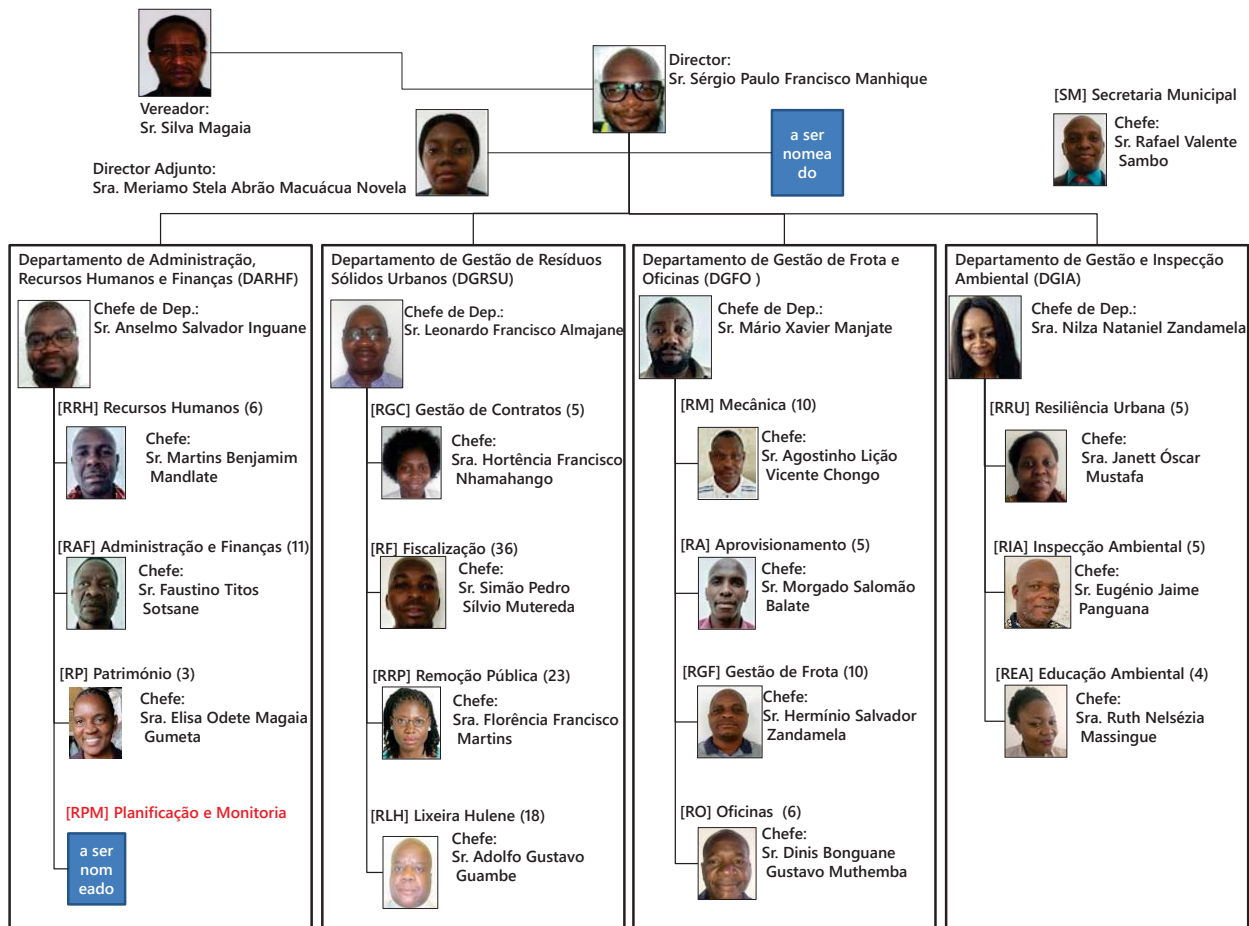 Vereador:
Sr. Silva Magaia
Director:
Sr. Sérgio Paulo Francisco Manhique
Director Adjunto:
Sra. Meriamo Stela Abrão Macuácua Novela
a ser
nomea
do
[SM] Secretaria Municipal
Chefe:
Sr. Rafael Valente
Sambo
Departamento de Administração,
Recursos Humanos e Finanças (DARHF)
Chefe de Dep.:
Sr. Anselmo Salvador Inguane
[RRH] Recursos Humanos (6)
Chefe:
Sr. Martins Benjamim
Mandlate
[RAF] Administração e Finanças (11)
Chefe:
Sr. Faustino Titos
Sotsane
[RP] Património (3)
Chefe:
Sra. Elisa Odete Magaia
Gumeta
[RPM] Planificação e Monitoria
a ser
nom
eado
Departamento de Gestão de Resíduos
Sólidos Urbanos (DGRSU)
Chefe de Dep.:
Sr. Leonardo Francisco Almajane
[RGC] Gestão de Contratos (5)
Chefe:
Sra. Hortência Francisco
Nhamahango
[RF] Fiscalização (36)
Chefe:
Sr. Simão Pedro
Sílvio Mutereda
[RRP] Remoção Pública (23)
Chefe:
Sra. Florência Francisco
Martins
[RLH] Lixeira Hulene (18)
Chefe:
Sr. Adolfo Gustavo
Guambe
Departamento de Gestão de Frota e
Oficinas (DGFO )
Chefe de Dep.:
Sr. Mário Xavier Manjate
[RM] Mecânica (10)
Chefe:
Sr. Agostinho Lição
Vicente Chongo
[RA] Aprovisionamento (5)
Chefe:
Sr. Morgado Salomão
Balate
[RGF] Gestão de Frota (10)
Chefe:
Sr. Hermínio Salvador
Zandamela
[RO] Oficinas (6)
Chefe:
Sr. Dinis Bonguane
Gustavo Muthemba
Departamento de Gestão e Inspecção
Ambiental (DGIA)
Chefe de Dep.:
Sra. Nilza Nataniel Zandamela
[RRU] Resiliência Urbana (5)
Chefe:
Sra. Janett Óscar
Mustafa
[RIA] Inspecção Ambiental (5)
Chefe:
Sr. Eugénio Jaime
Panguana
[REA] Educação Ambiental (4)
Chefe:
Sra. Ruth Nelsézia
Massingue